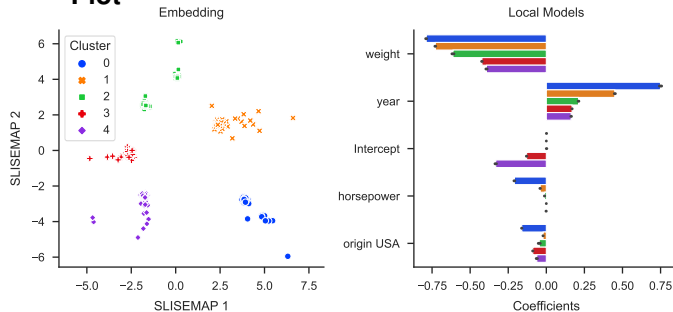 Plot
Embedding
Local Models
SLISEMAP 2
6
4
2
0
−2
−4
−6
Cluster
0
1
2
3
4
−5.0 −2.5 0.0 2.5 5.0 7.5
SLISEMAP 1
weight
year
Intercept
horsepower
origin USA
−0.75 −0.50 −0.25 0.00 0.25 0.50 0.75
Coefficients